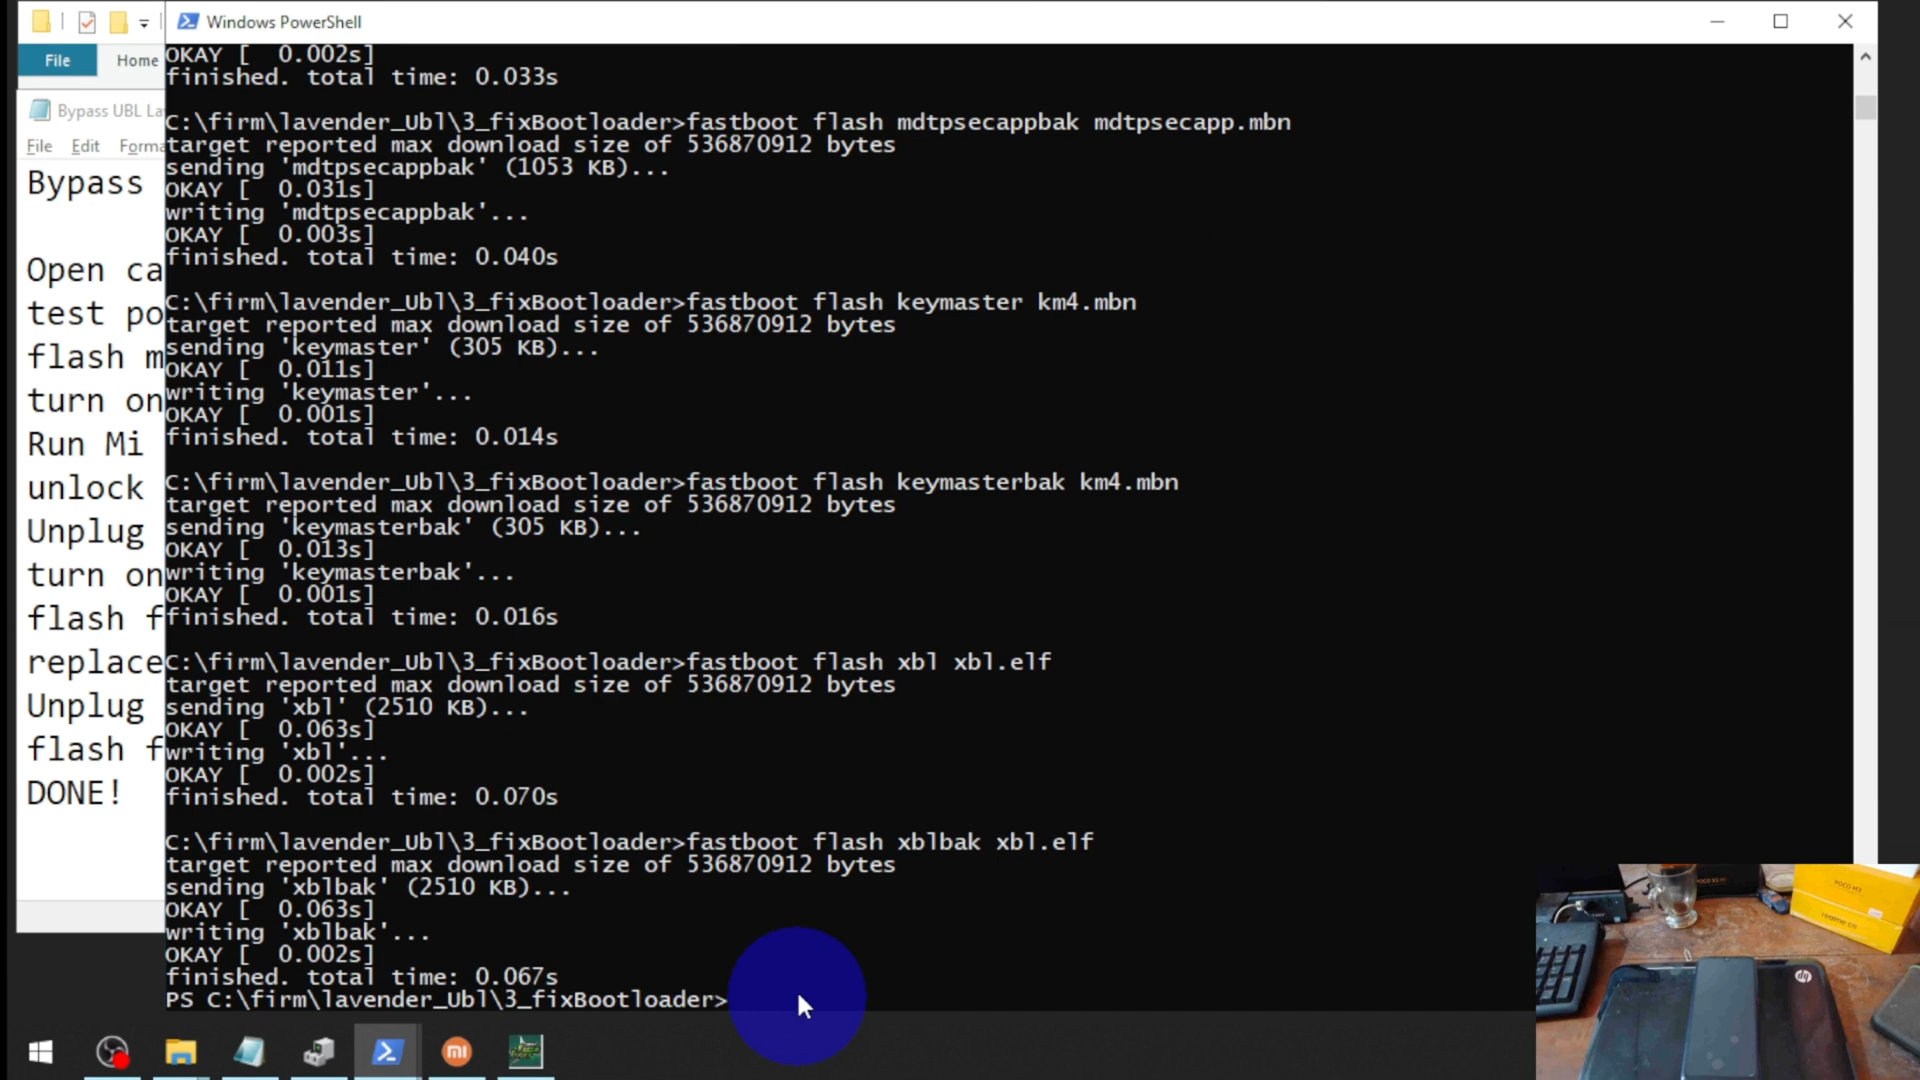 Windows PowerShell
File
Home
Bypass UBL La
File Edit Forma
Bypass
Open ca
test po
flash m
turn on
Run Mi
unlock
Unplug
turn on
flash f
replace
Unplug
flash f
DONE!
OKAY [  0.002s]
finished. total time: 0.033s
C:\firm\lavender_Ubl\3_fixBootloader>fastboot flash mdtpsecappbak mdtpsecapp.mbn
target reported max download size of 536870912 bytes
sending 'mdtpsecappbak' (1053 KB)...
OKAY [  0.031s]
writing 'mdtpsecappbak'...
OKAY [  0.003s]
finished. total time: 0.040s
C:\firm\lavender_Ubl\3_fixBootloader>fastboot flash keymaster km4.mbn
target reported max download size of 536870912 bytes
sending 'keymaster' (305 KB)...
OKAY [  0.011s]
writing 'keymaster'...
OKAY [  0.001s]
finished. total time: 0.014s
C:\firm\lavender_Ubl\3_fixBootloader>fastboot flash keymasterbak km4.mbn
target reported max download size of 536870912 bytes
sending 'keymasterbak' (305 KB)...
OKAY [  0.013s]
writing 'keymasterbak'...
OKAY [  0.001s]
finished. total time: 0.016s
C:\firm\lavender_Ubl\3_fixBootloader>fastboot flash xbl xbl.elf
target reported max download size of 536870912 bytes
sending 'xbl' (2510 KB)...
OKAY [  0.063s]
writing 'xbl'...
OKAY [  0.002s]
finished. total time: 0.070s
C:\firm\lavender_Ubl\3_fixBootloader>fastboot flash xblbak xbl.elf
target reported max download size of 536870912 bytes
sending 'xblbak' (2510 KB)...
OKAY [  0.063s]
writing 'xblbak'...
OKAY [  0.002s]
finished. total time: 0.067s
PS C:\firm\lavender_Ubl\3_fixBootloader>
mi
POCO M3
realme
hp